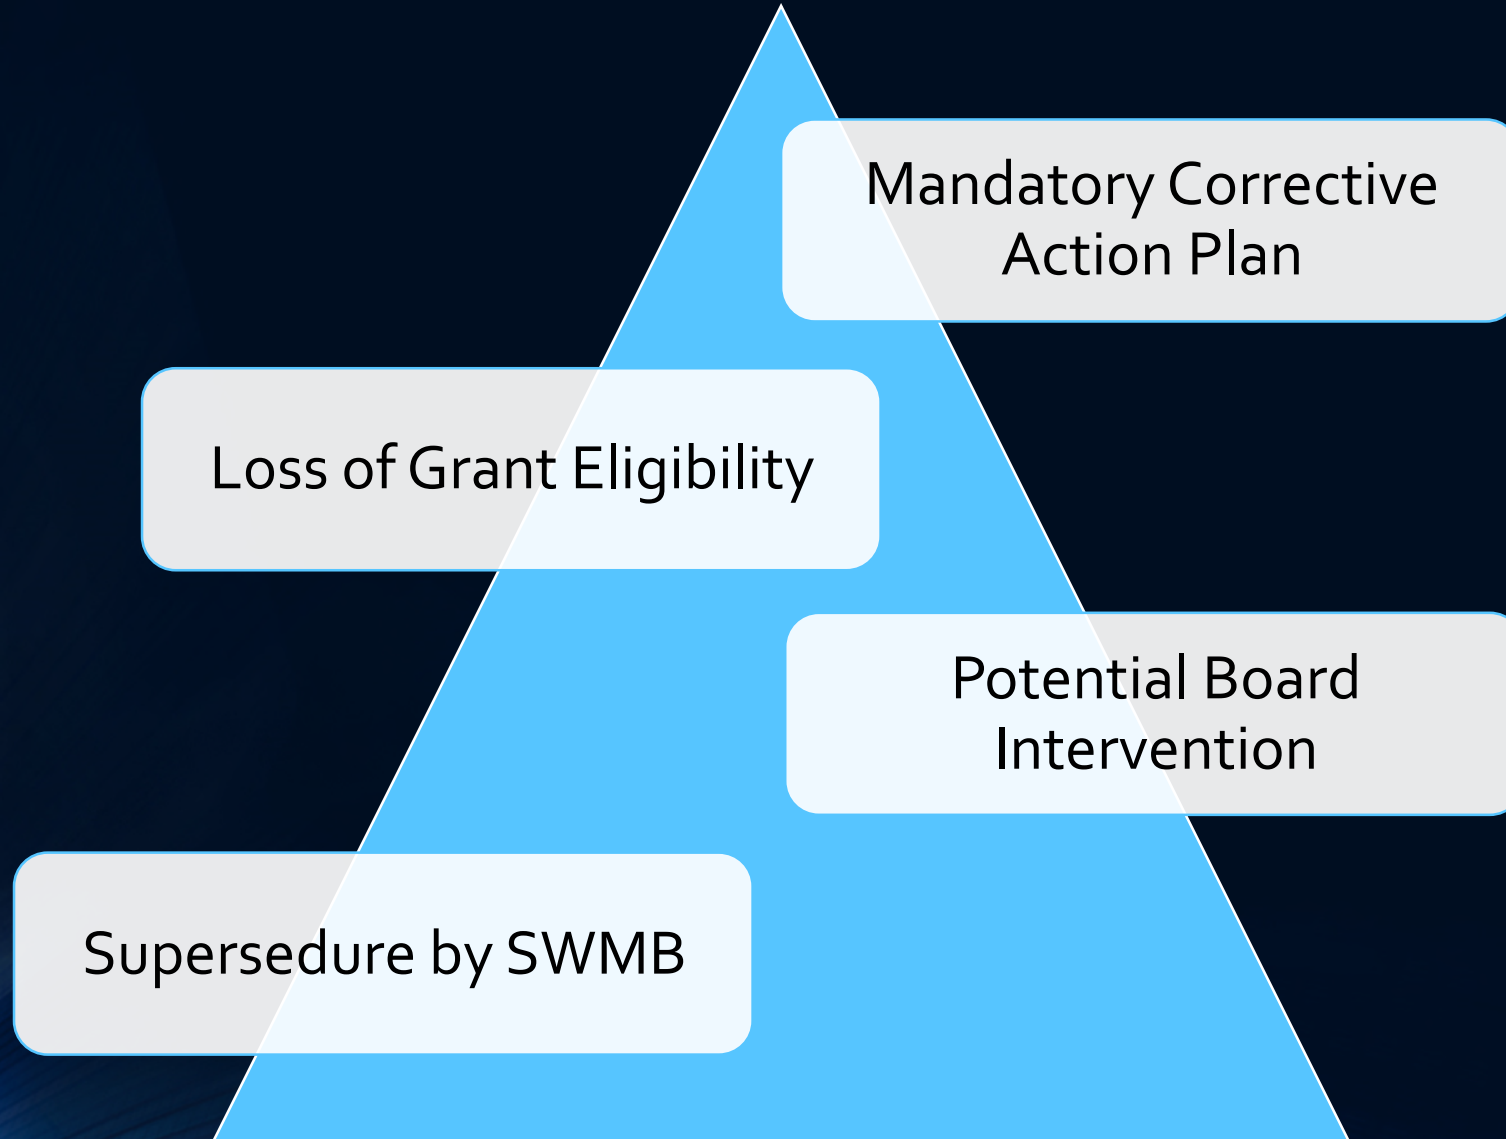 Mandatory Corrective
Action Plan
Loss of Grant Eligibility
Potential Board
Intervention
Supersedure by SWMB